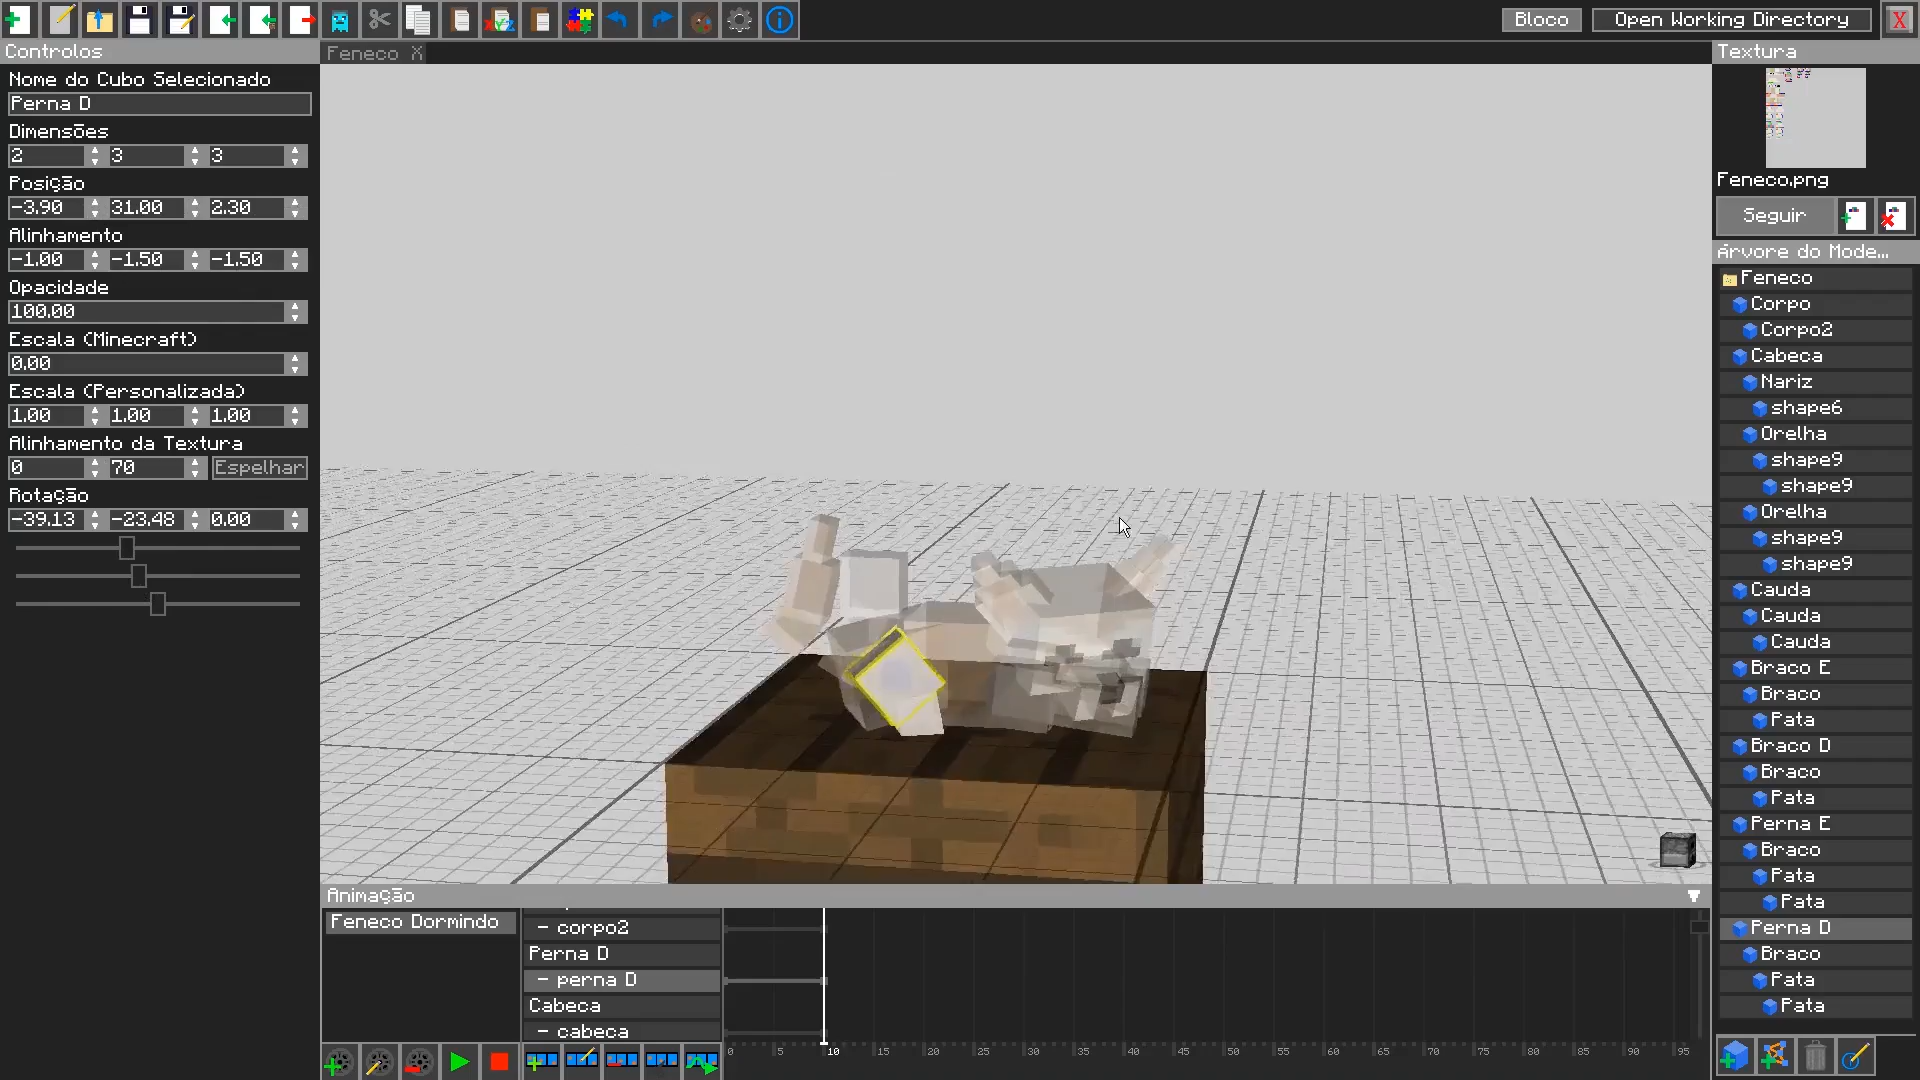 Bloco
Open Working Directory
X
Controlos
Feneco X
Textura
Nome do Cubo Selecionado
Perna D
Dimensões
2 3 3
Posição
-3.90 31.00 2.30
Alinhamento
-1.00 -1.50 -1.50
Opacidade
100.00
Escala (Minecraft)
0.00
Escala (Personalizada)
1.00 1.00 1.00
Alinhamento da Textura
0 70 Espelhar
Rotação
-39.13 -23.48 0.00
Feneco.png
Seguir
Árvore do Mode...
Feneco
Corpo
Corpo2
Cabeca
Nariz
shape6
Orelha
shape9
shape9
Orelha
shape9
shape9
Cauda
Cauda
Cauda
Braco E
Braco
Pata
Braco D
Braco
Pata
Perna E
Braco
Pata
Pata
Perna D
Braco
Pata
Pata
Animação
Feneco Dormindo
- corpo2
Perna D
- perna D
Cabeca
- cabeca
0 5 10 15 20 25 30 35 40 45 50 55 60 65 70 75 80 85 90 95